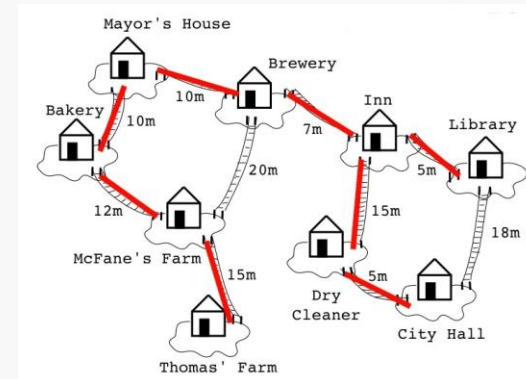 Mayor's House
Brewery
10m
Inn
Bakery
10m
7m
Library
5m
20m
12m
15m
18m
McFane's Farm
15m
5m
Dry
Cleaner
City Hall
Thomas' Farm